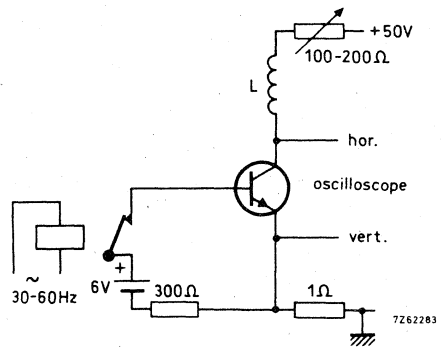 +50V
100-200Ω
L
hor.
oscilloscope
vert.
~
30-60Hz
+
6V
300Ω
1Ω
7Z62283